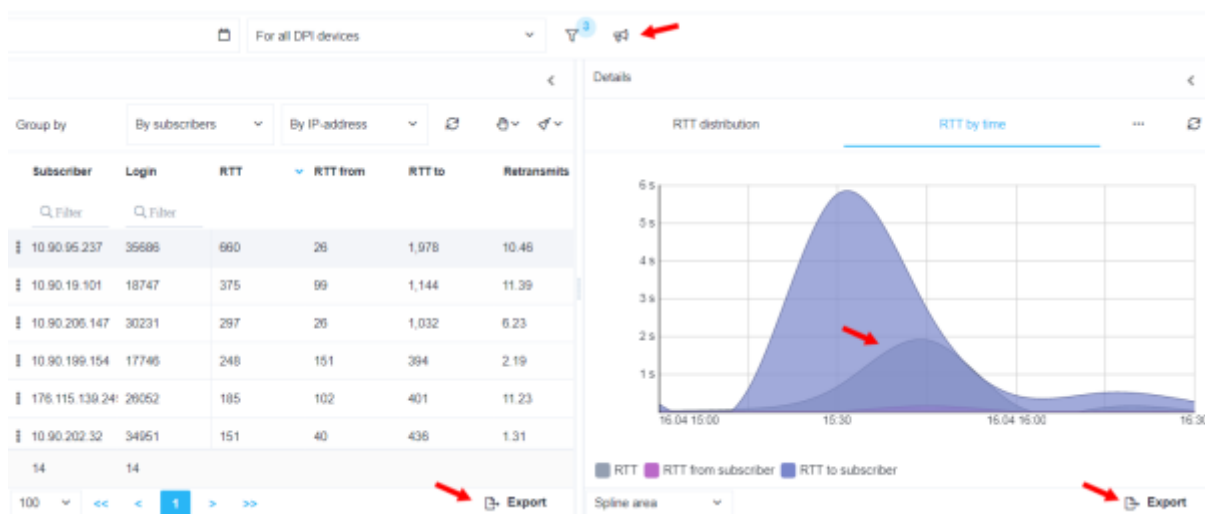 For all DPI devices
3
Details
Group by
By subscribers
By IP-address
RTT distribution
RTT by time
...
Subscriber Login RTT RTT from RTT to Retransmits
Filter Filter
10.90.95.237 35686 660 26 1,978 10.46
10.90.19.101 18747 375 99 1,144 11.39
10.90.206.147 30231 297 26 1,032 6.23
10.90.199.154 17746 248 151 394 2.19
176.115.139.24 26052 185 102 401 11.23
10.90.202.32 34951 151 40 436 1.31
14 14
100 << < 1 > >> Export
6 s
5 s
4 s
3 s
2 s
1 s
16.04 15:00 15:30 16.04 16:00 16:30
RTT RTT from subscriber RTT to subscriber
Spline area Export